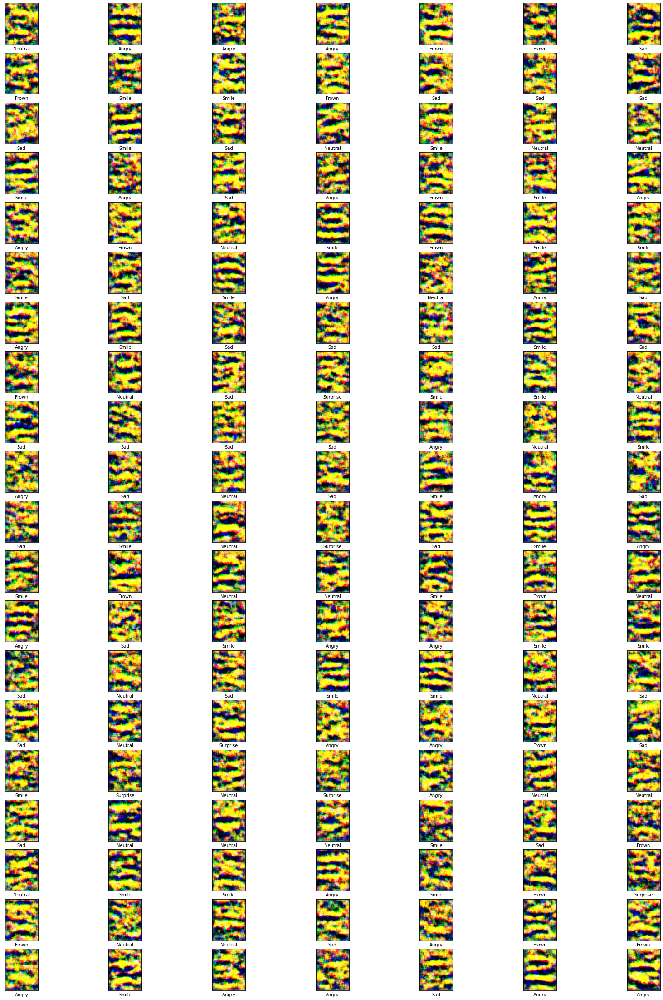 Neutral Angry Angry Angry Frown Frown Sad
Frown Smile Smile Frown Sad Sad Sad
Sad Smile Sad Neutral Smile Neutral Neutral
Smile Angry Sad Angry Frown Smile Angry
Angry Frown Neutral Smile Frown Smile Smile
Smile Sad Smile Angry Neutral Angry Sad
Angry Smile Sad Sad Sad Smile Sad
Frown Neutral Sad Surprise Smile Smile Neutral
Sad Sad Sad Sad Angry Neutral Smile
Angry Sad Neutral Sad Smile Angry Sad
Sad Smile Neutral Surprise Sad Smile Angry
Smile Frown Neutral Neutral Smile Frown Neutral
Angry Sad Smile Angry Angry Smile Smile
Sad Neutral Sad Smile Smile Neutral Sad
Sad Neutral Surprise Angry Angry Frown Sad
Smile Surprise Neutral Surprise Angry Neutral Neutral
Sad Neutral Neutral Neutral Smile Sad Frown
Neutral Smile Smile Angry Smile Frown Surprise
Frown Neutral Neutral Sad Angry Frown Frown
Angry Smile Angry Angry Sad Angry Angry